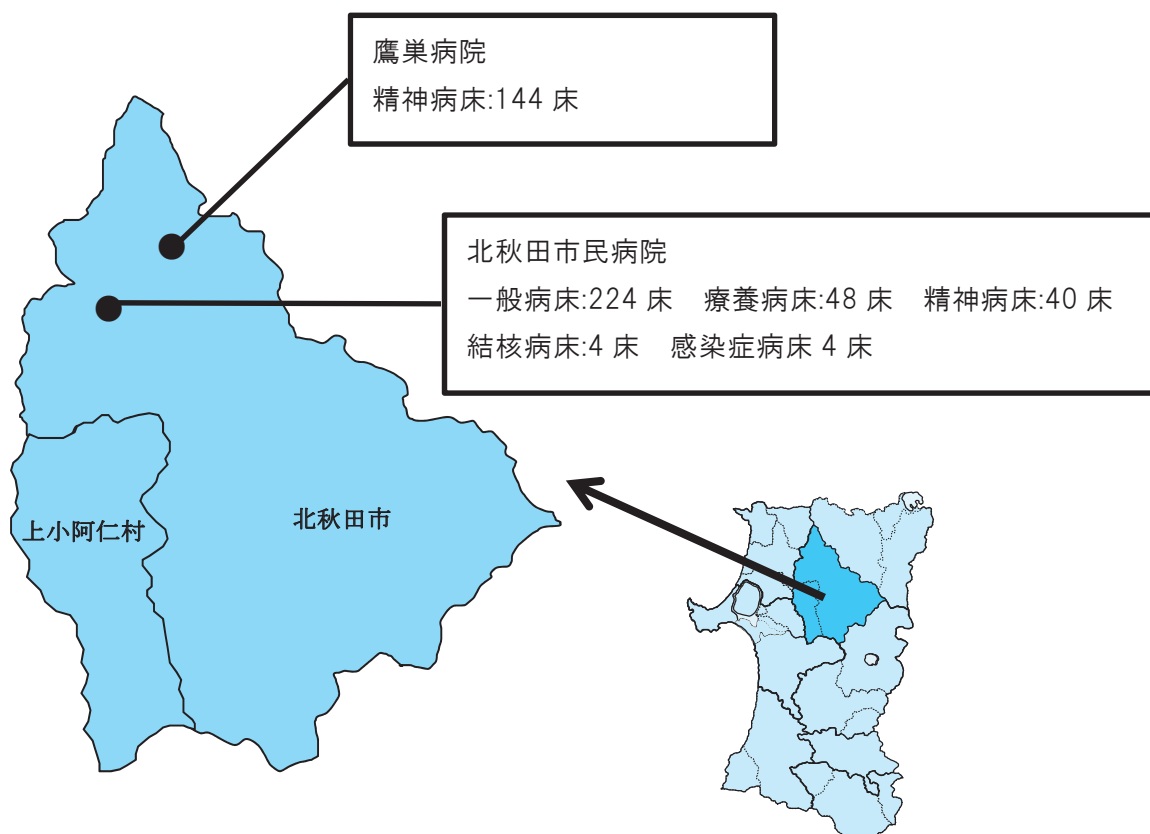 鷹巣病院
精神病床:144 床
北秋田市民病院
一般病床:224 床　療養病床:48 床　精神病床:40 床
結核病床:4 床　感染症病床 4 床
北秋田市
上小阿仁村